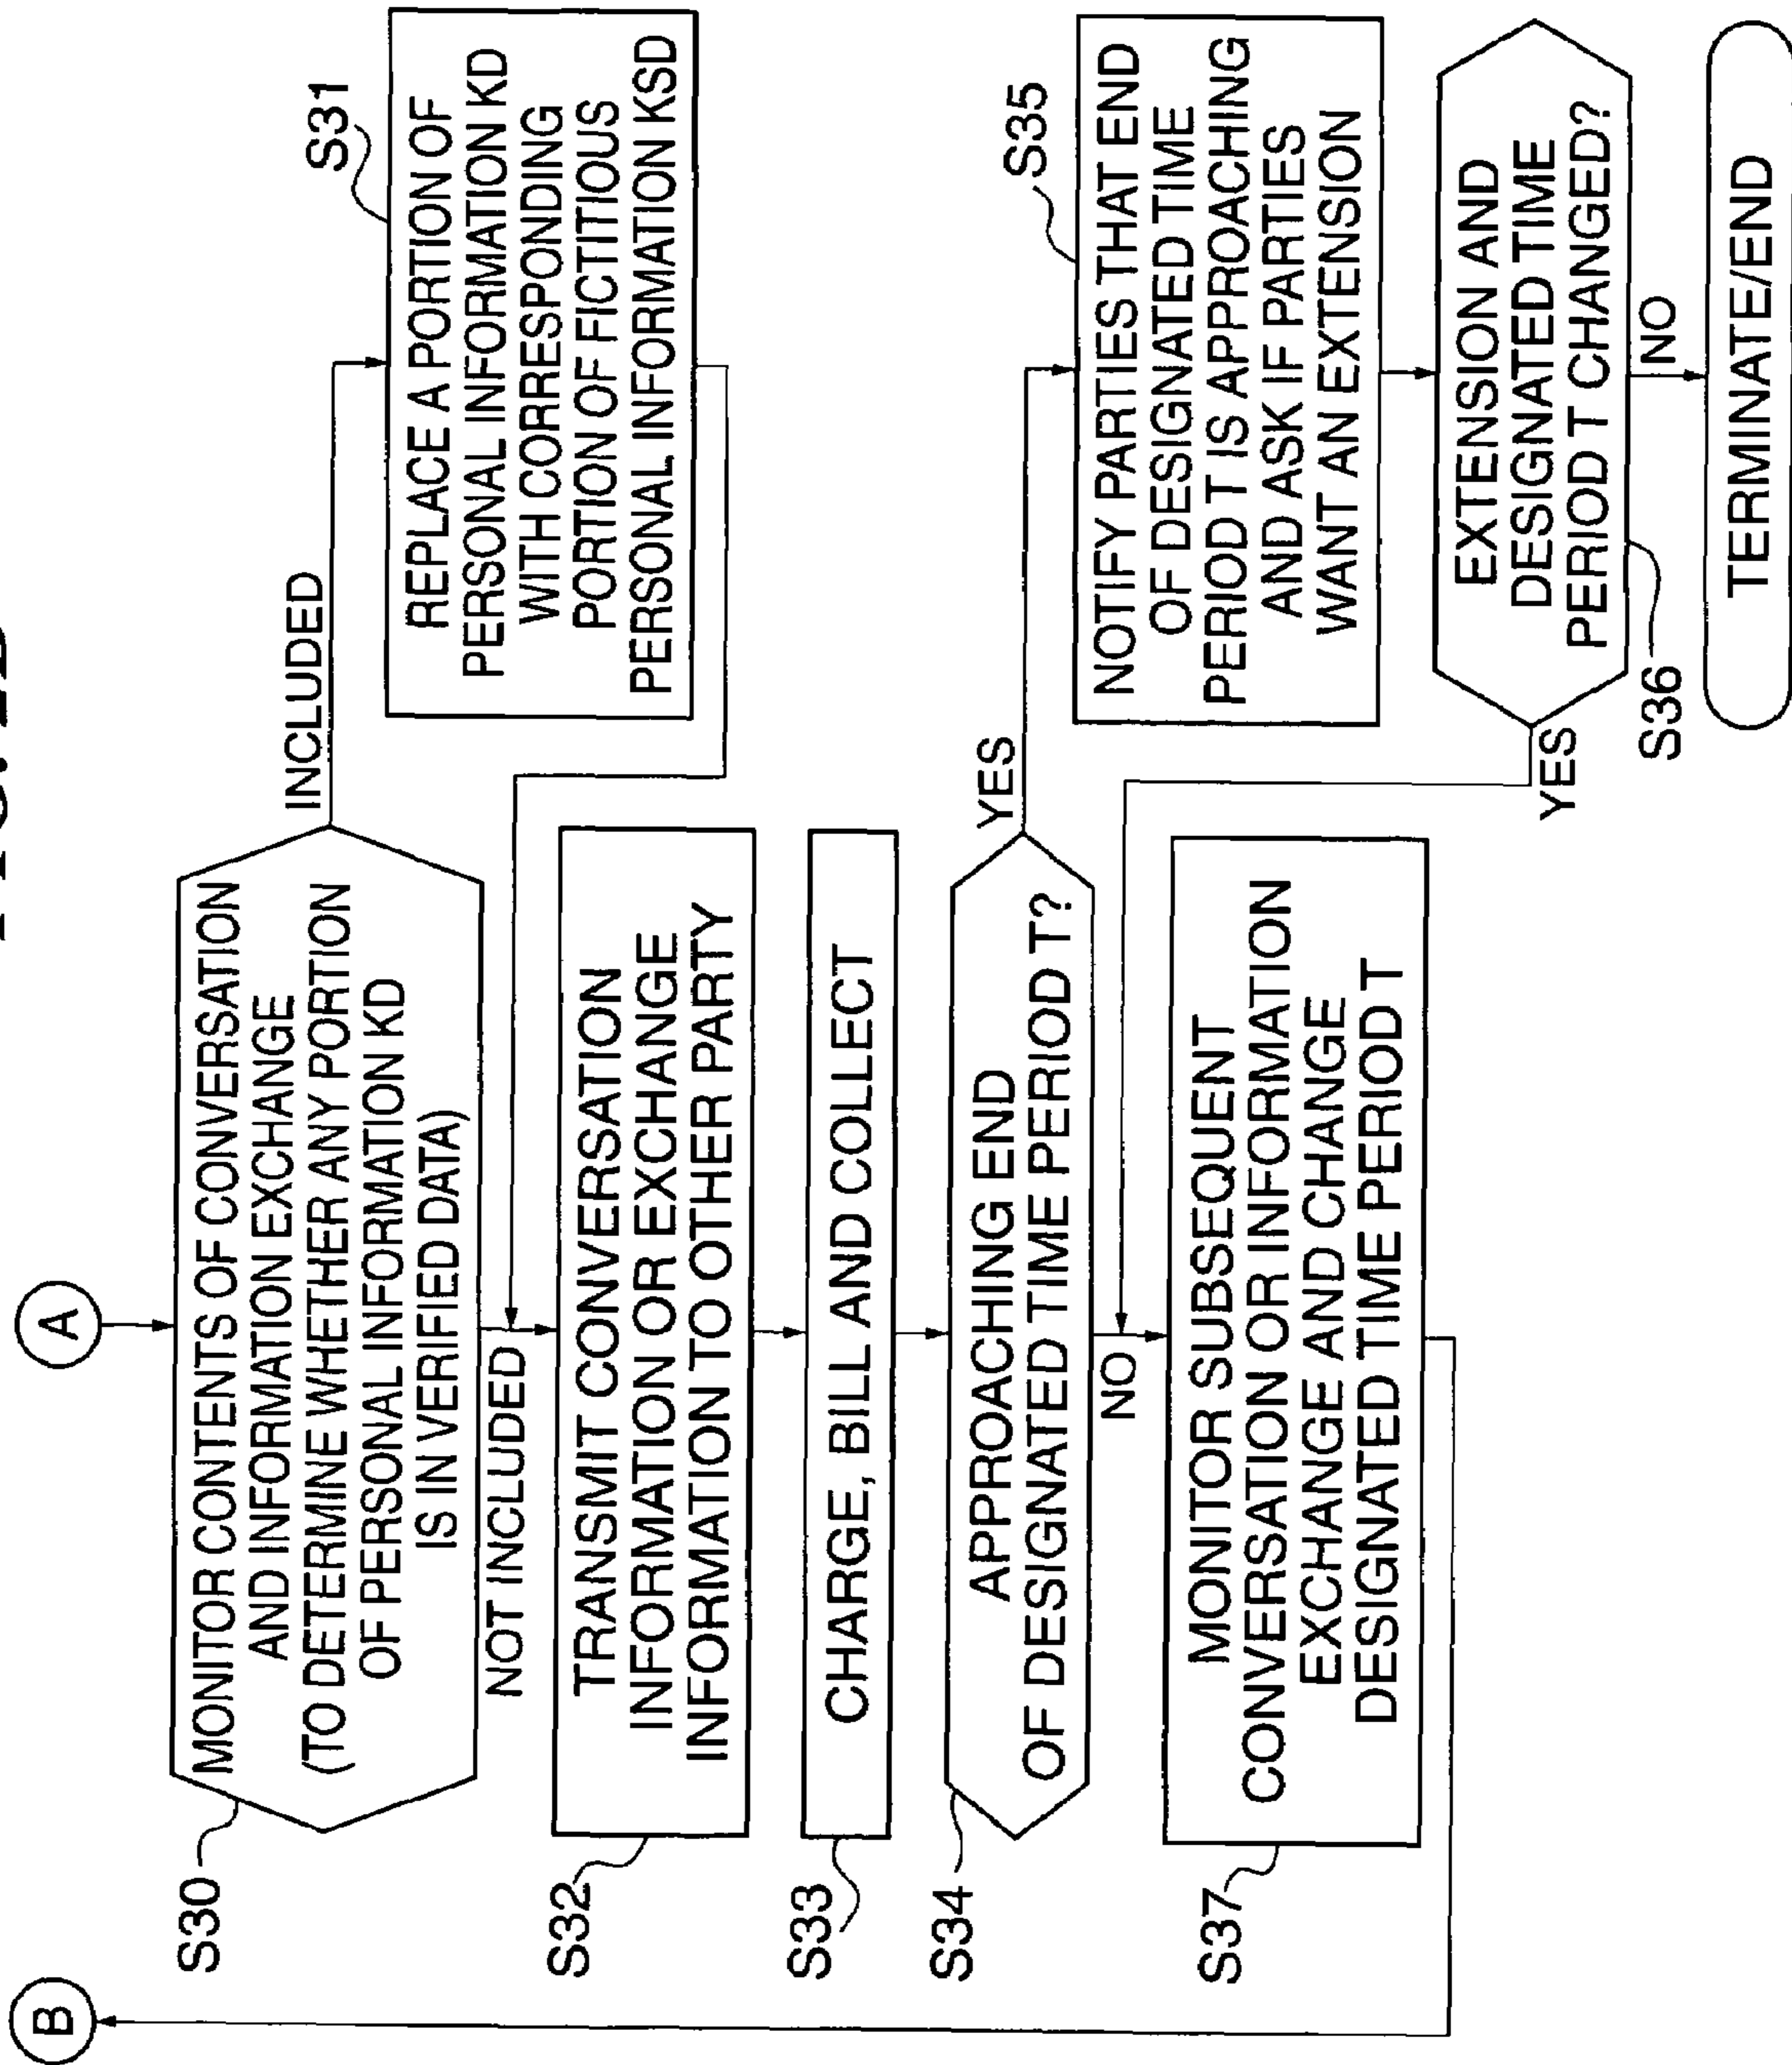 A
MONITOR CONTENTS OF CONVERSATION
AND INFORMATION EXCHANGE
(TO DETERMINE WHETHER ANY PORTION
OF PERSONAL INFORMATION KD
IS IN VERIFIED DATA)
S30
INCLUDED
NOT INCLUDED
S31
REPLACE A PORTION OF
PERSONAL INFORMATION KD
WITH CORRESPONDING
PORTION OF FICTITIOUS
PERSONAL INFORMATION KSD
S32
TRANSMIT CONVERSATION
INFORMATION OR EXCHANGE
INFORMATION TO OTHER PARTY
S33
CHARGE, BILL AND COLLECT
S34
APPROACHING END
OF DESIGNATED TIME PERIOD T?
YES
NO
S35
NOTIFY PARTIES THAT END
OF DESIGNATED TIME
PERIOD T IS APPROACHING
AND ASK IF PARTIES
WANT AN EXTENSION
S36
EXTENSION AND
DESIGNATED TIME
PERIOD T CHANGED?
YES
NO
S37
MONITOR SUBSEQUENT
CONVERSATION OR INFORMATION
EXCHANGE AND CHANGE
DESIGNATED TIME PERIOD T
TERMINATE/END
B